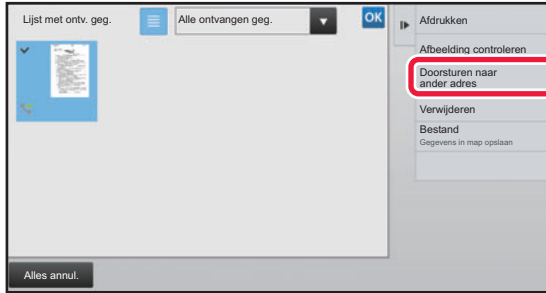 Lijst met ontv. geg.
Alle ontvangen geg.
OK
Afdrukken
Afbeelding controleren
Doorsturen naar
ander adres
Verwijderen
Bestand
Gegevens in map opslaan
Alles annul.